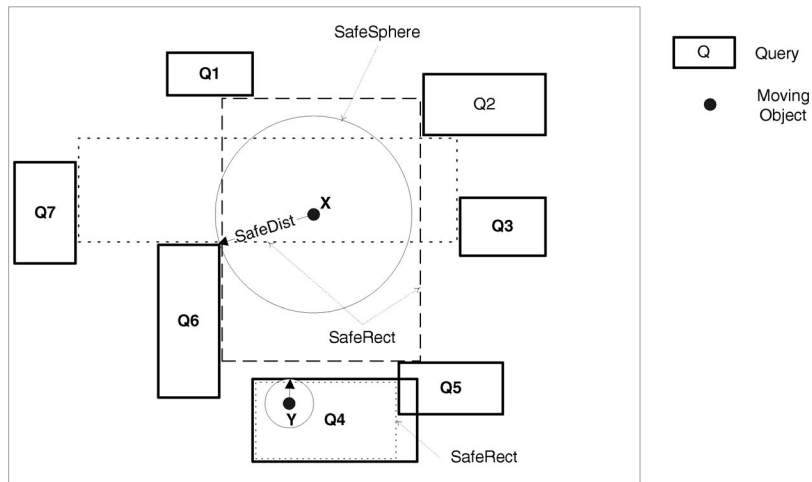 SafeSphere
Q
Query
Q1
Q2
Moving
Object
X
Q7
SafeDist
Q3
Q6
SafeRect
Q5
Y
Q4
SafeRect